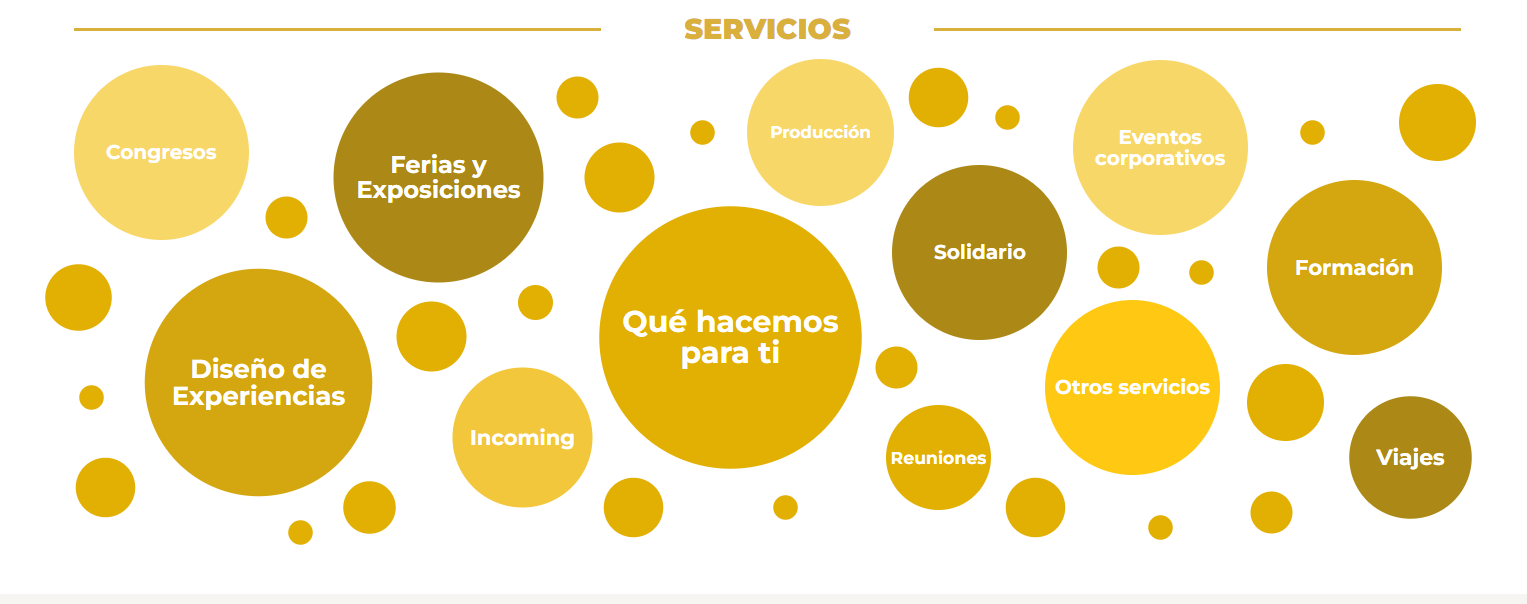 SERVICIOS
Congresos
Ferias y
Exposiciones
Producción
Eventos
corporativos
Solidario
Formación
Qué hacemos
para ti
Diseño de
Experiencias
Incoming
Otros servicios
Reuniones
Viajes